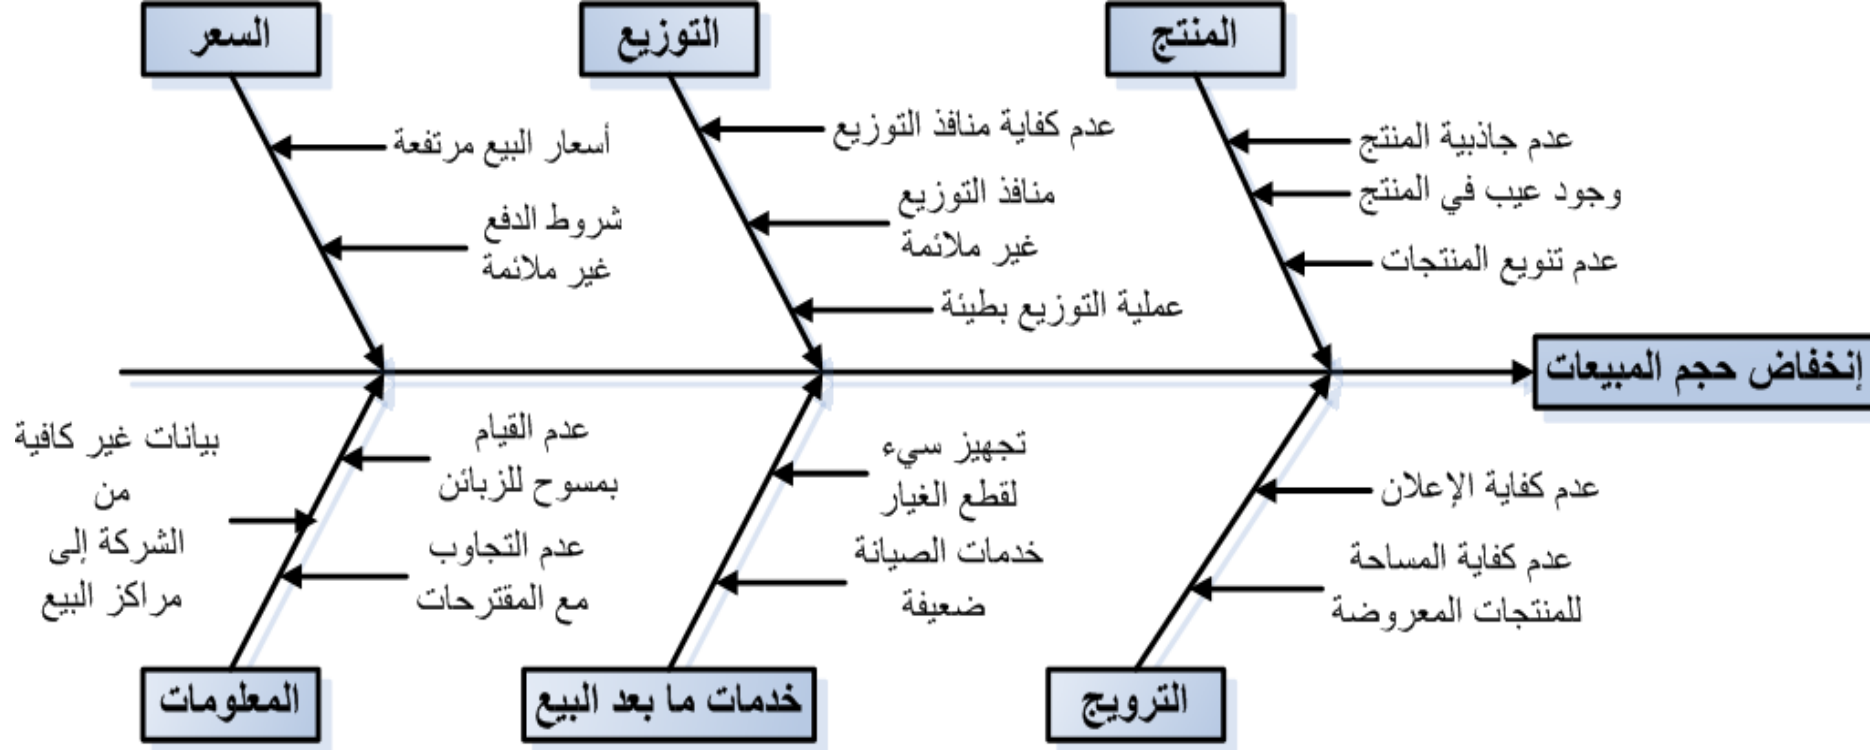 المنتج
التوزيع
السعر
عدم جاذبية المنتج
وجود عيب في المنتج
عدم تنويع المنتجات
عدم كفاية منافذ التوزيع
منافذ التوزيع
غير ملائمة
عملية التوزيع بطيئة
أسعار البيع مرتفعة
شروط الدفع
غير ملائمة
إنخفاض حجم المبيعات
عدم كفاية الإعلان
عدم كفاية المساحة
للمنتجات المعروضة
تجهيز سيء
لقطع الغيار
خدمات الصيانة
ضعيفة
عدم القيام
بمسوح للزبائن
عدم التجاوب
مع المقترحات
بيانات غير كافية
من
الشركة إلى
مراكز البيع
الترويج
خدمات ما بعد البيع
المعلومات